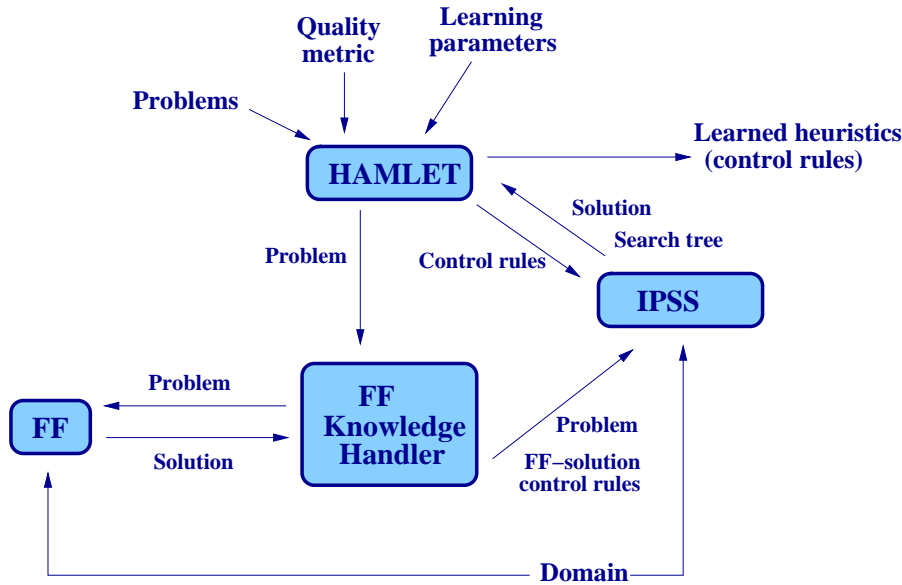 Quality
metric
Learning
parameters
Problems
Learned heuristics
(control rules)
HAMLET
Solution
Search tree
Problem
Control rules
IPSS
Problem
FF
Knowledge
Handler
FF
Solution
Problem
FF−solution
control rules
Domain